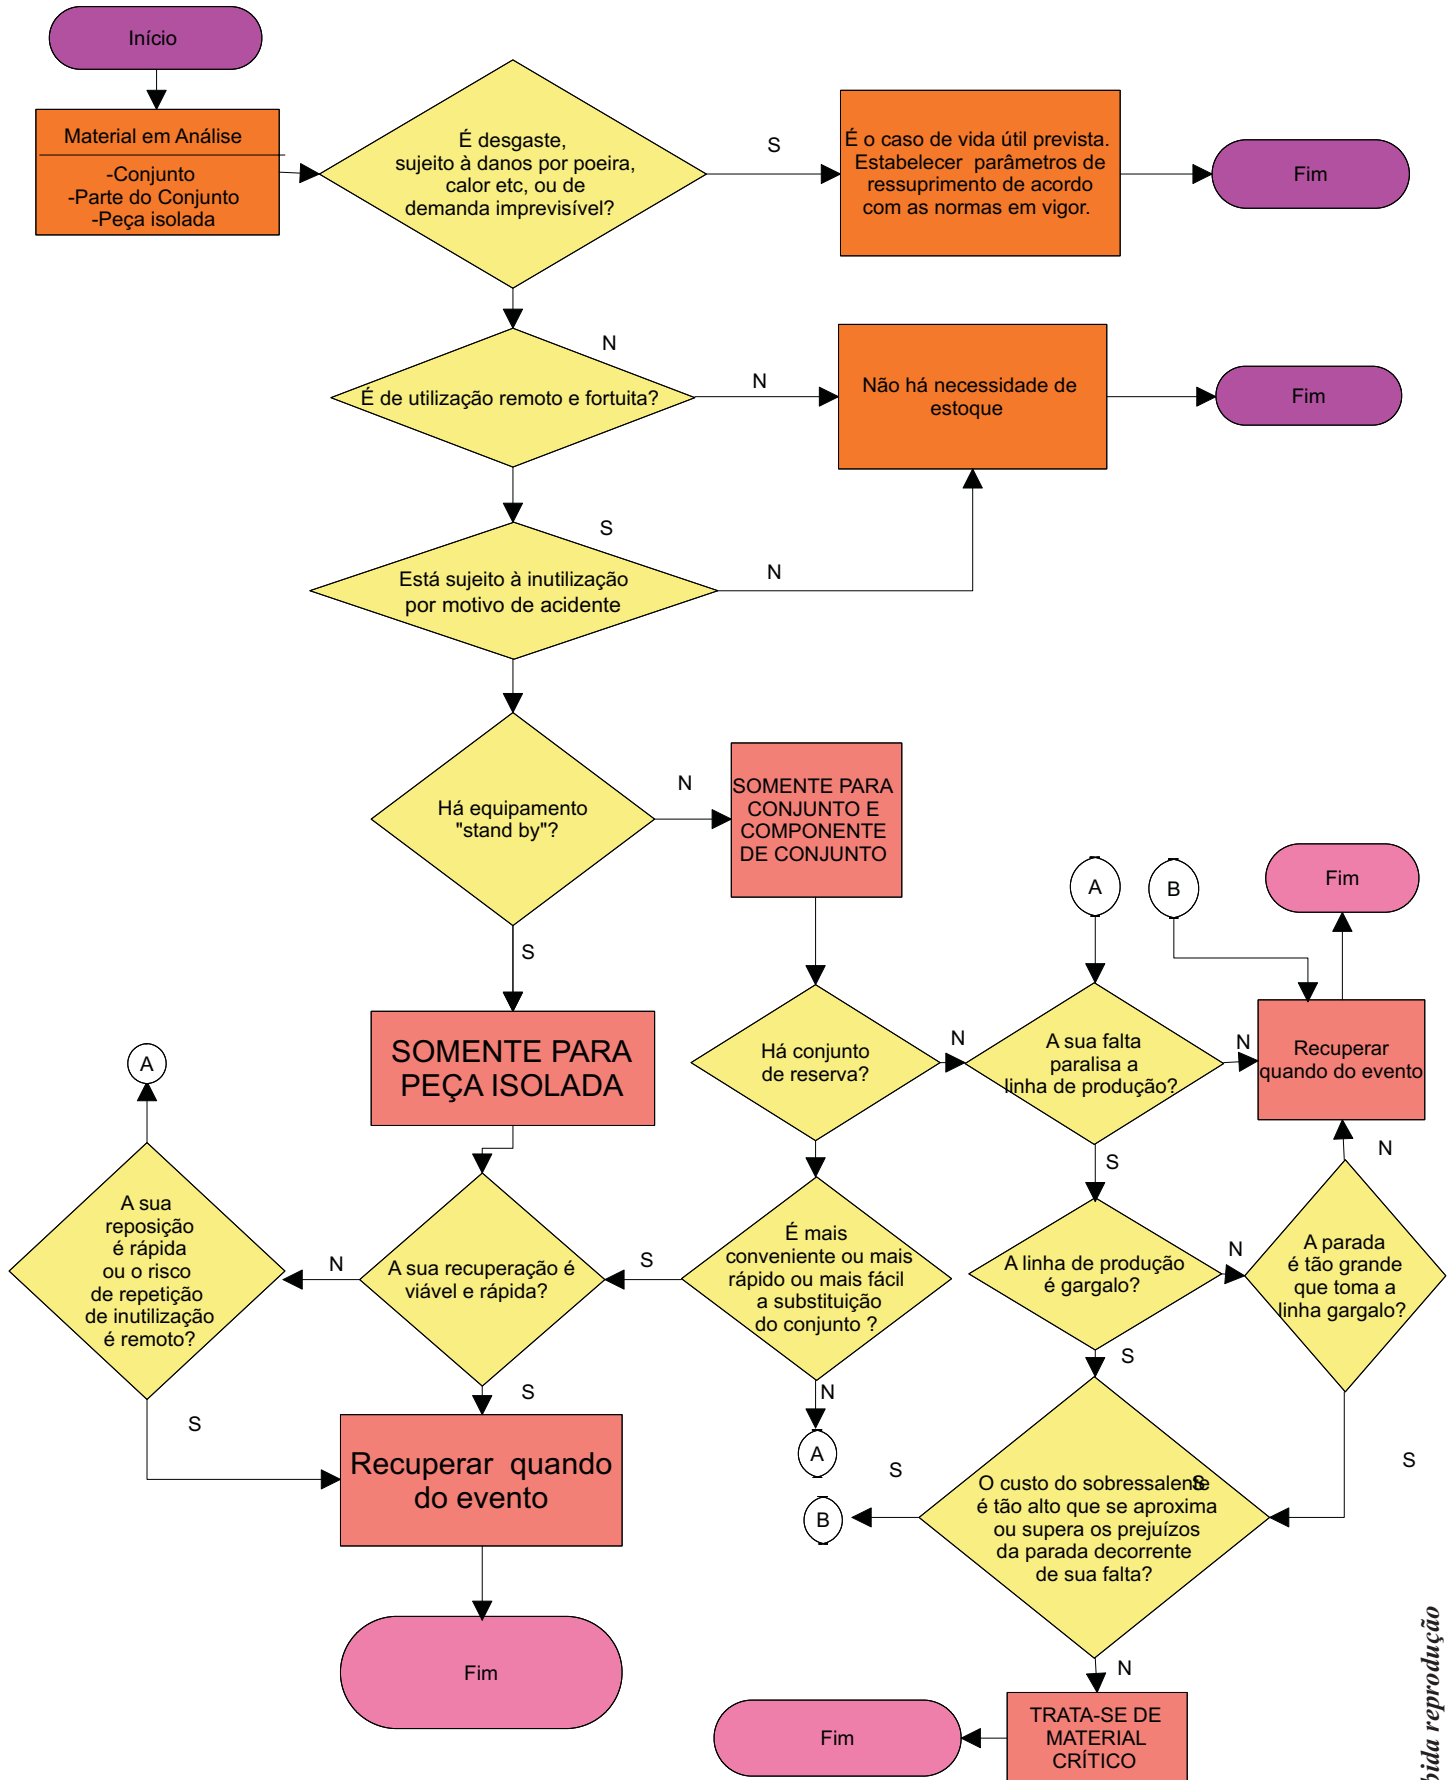 Início
Material em Análise
-Conjunto
-Parte do Conjunto
-Peça isolada
É desgaste,
sujeito à danos por poeira,
calor etc, ou de
demanda imprevisível?
S
É o caso de vida útil prevista.
Estabelecer parâmetros de
ressuprimento de acordo
com as normas em vigor.
Fim
N
É de utilização remoto e fortuita?
N
Não há necessidade de
estoque
Fim
S
Está sujeito à inutilização
por motivo de acidente
N
Há equipamento
"stand by"?
N
SOMENTE PARA
CONJUNTO E
COMPONENTE
DE CONJUNTO
S
A
B
Fim
SOMENTE PARA
PEÇA ISOLADA
Há conjunto
de reserva?
N
A sua falta
paralisa a
linha de produção?
N
Recuperar
quando do evento
A
S
N
A sua
reposição
é rápida
ou o risco
de repetição
de inutilização
é remoto?
N
A sua recuperação é
viável e rápida?
S
É mais
conveniente ou mais
rápido ou mais fácil
a substituição
do conjunto ?
A linha de produção
é gargalo?
N
A parada
é tão grande
que toma a
linha gargalo?
S
S
N
S
S
Recuperar quando
do evento
A
S
B
O custo do sobressalente
S
é tão alto que se aproxima
ou supera os prejuízos
da parada decorrente
de sua falta?
S
Fim
N
Fim
TRATA-SE DE
MATERIAL
CRÍTICO
bida reprodução